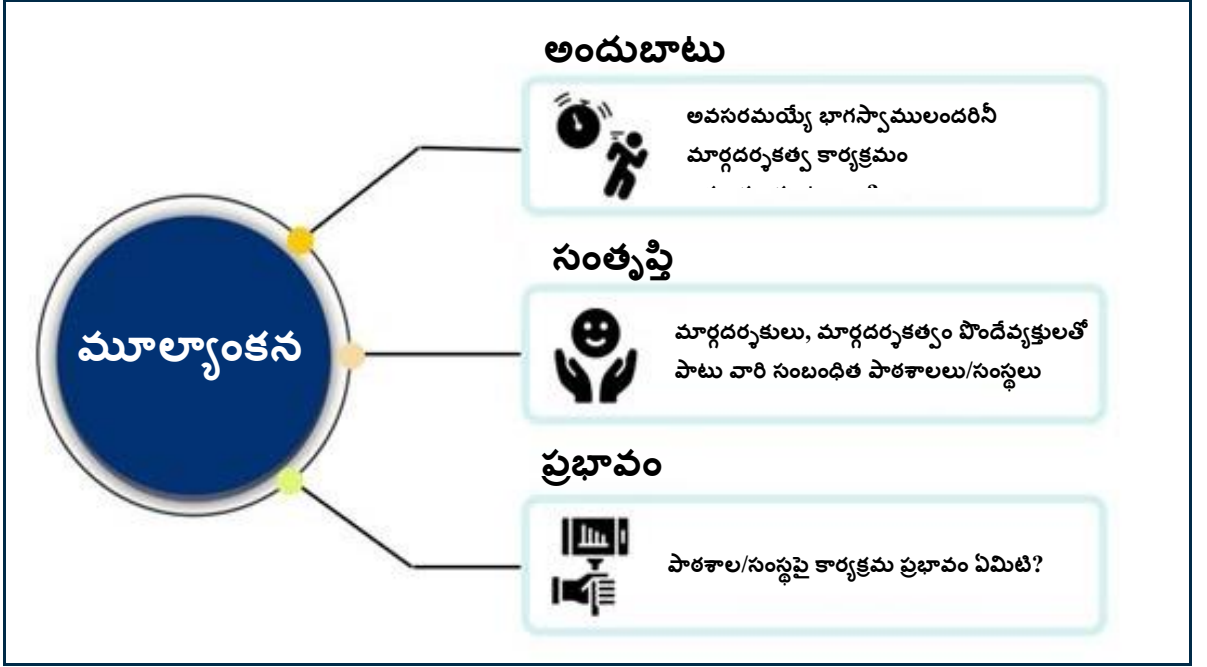 అందుబాటు
అవసరమయ్యే భాగస్వాములందరినీ
మార్గదర్శకత్వ కార్యక్రమం
సంతృప్తి
మూల్యాంకన
మార్గదర్శకులు, మార్గదర్శకత్వం పొందేవ్యక్తులతో
పాటు వారి సంబంధిత పాఠశాలలు/సంస్థలు
ప్రభావం
పాఠశాల/సంస్థపై కార్యక్రమ ప్రభావం ఏమిటి?